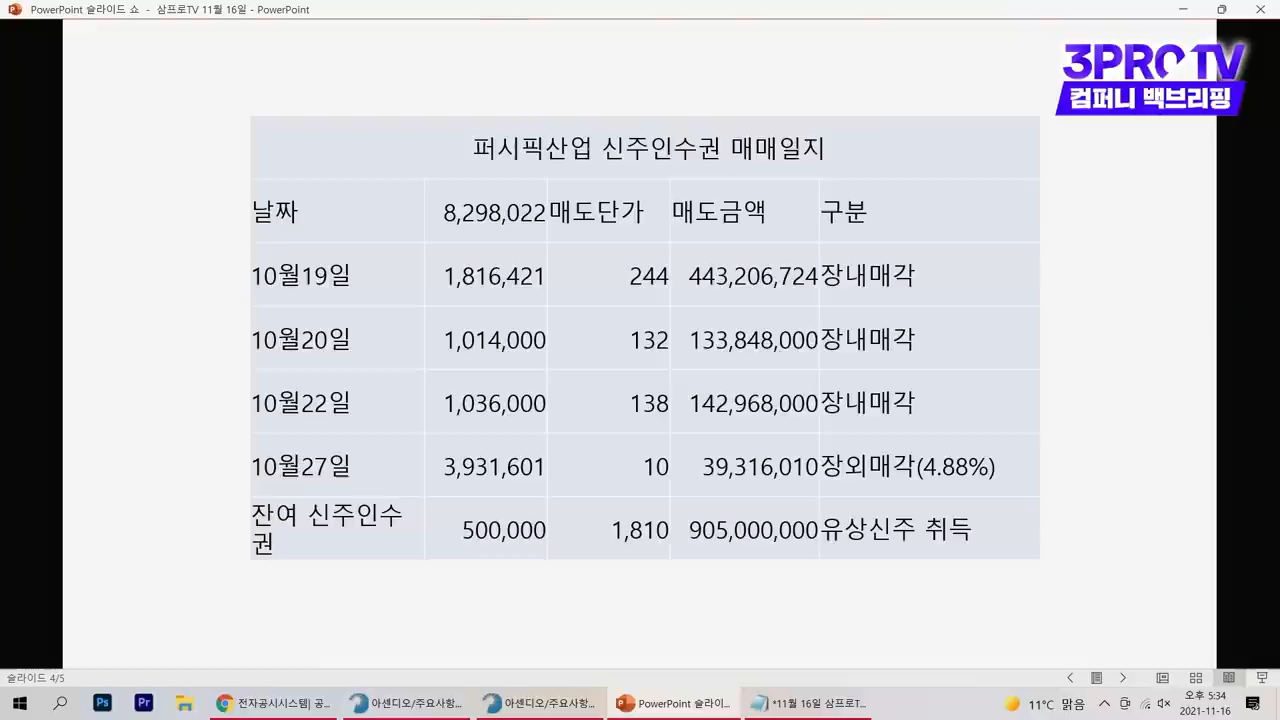 PowerPoint 슬라이드 쇼 - 삼프로TV 11월 16일 - PowerPoint
3PRO TV
컴퍼니 백브리핑
퍼시픽산업 신주인수권 매매일지
날짜 8,298,022 매도단가 매도금액 구분
10월19일 1,816,421 244 443,206,724 장내매각
10월20일 1,014,000 132 133,848,000 장내매각
10월22일 1,036,000 138 142,968,000 장내매각
10월27일 3,931,601 10 39,316,010 장외매각(4.88%)
잔여 신주인수
권 500,000 1,810 905,000,000 유상신주 취득
슬라이드 4/5
Ps Pr 전자공시시스템| 공... 아센디오/주요사항... 아센디오/주요사항... PowerPoint 슬라이... *11월 16일 삼프로T... 11°C 맑음 오후 5:34
2021-11-16